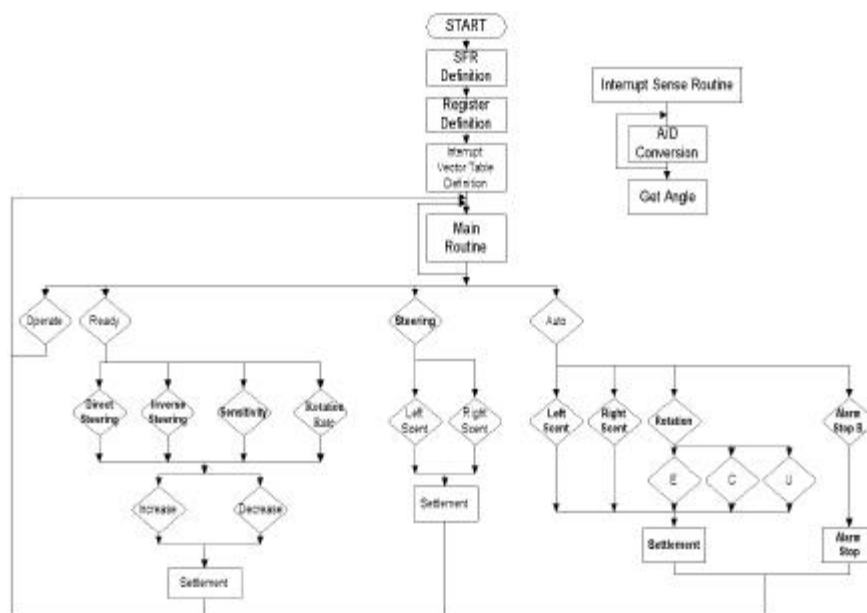 START
SFR
Definition
Register
Definition
Interrupt
Vector Table
Definition
Main
Routine
Interrupt Sense Routine
A/D
Conversion
Get Angle
Operate
Ready
Steering
Auto
Direct
Steering
Inverse
Steering
Sensitivity
Rotation
Left
Scent
Right
Scent
Left
Scent
Right
Scent
Rotation
Alarm
Stop S.
E
C
U
Increase
Decrease
Settlement
Settlement
Settlement
Alarm
Stop